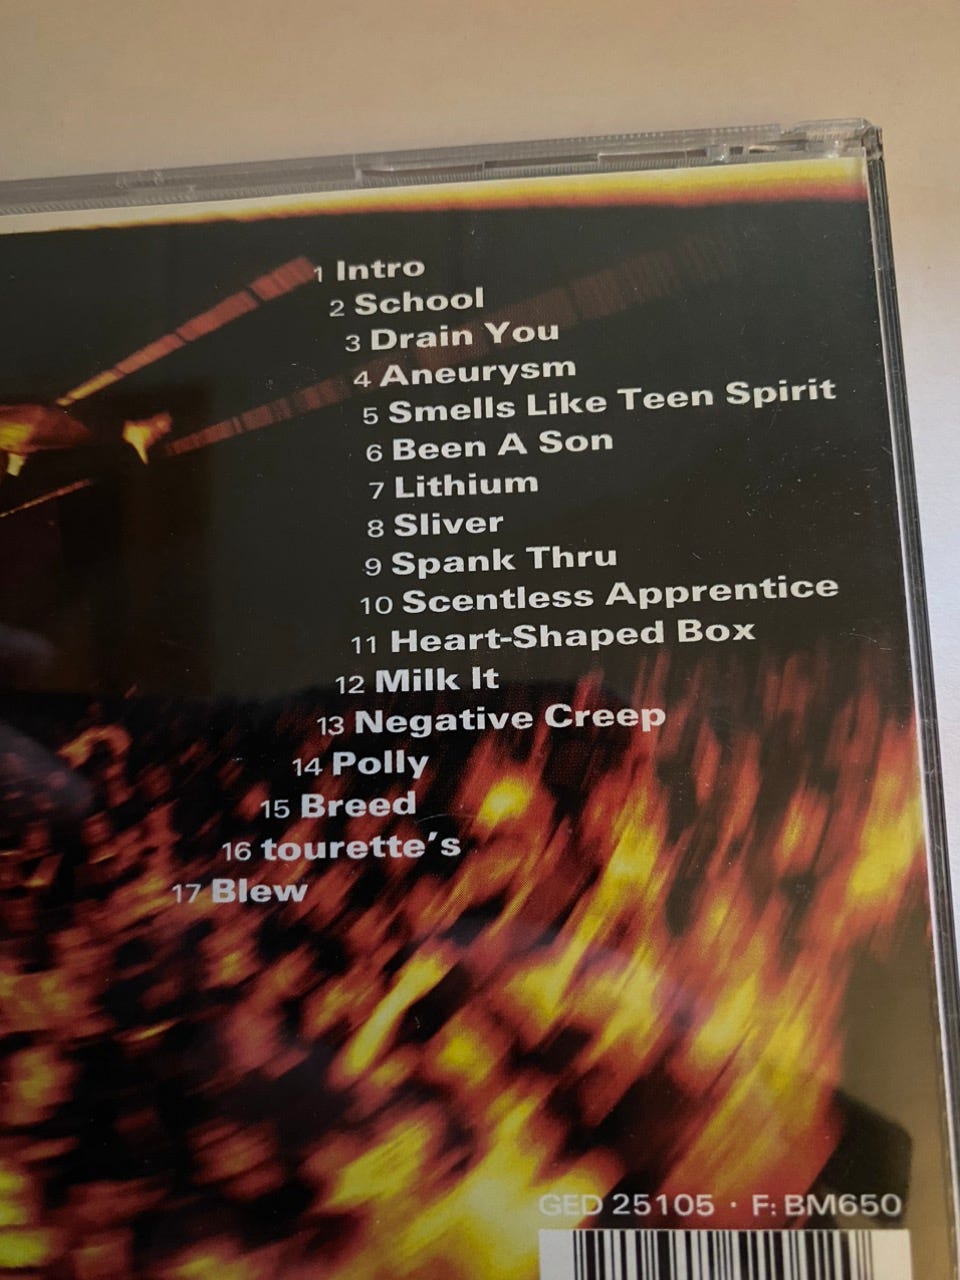 1 Intro
2 School
3 Drain You
4 Aneurysm
5 Smells Like Teen Spirit
6 Been A Son
7 Lithium
8 Sliver
9 Spank Thru
10 Scentless Apprentice
11 Heart-Shaped Box
12 Milk It
13 Negative Creep
14 Polly
15 Breed
16 tourette's
17 Blew
GED 25105 · F: BM650